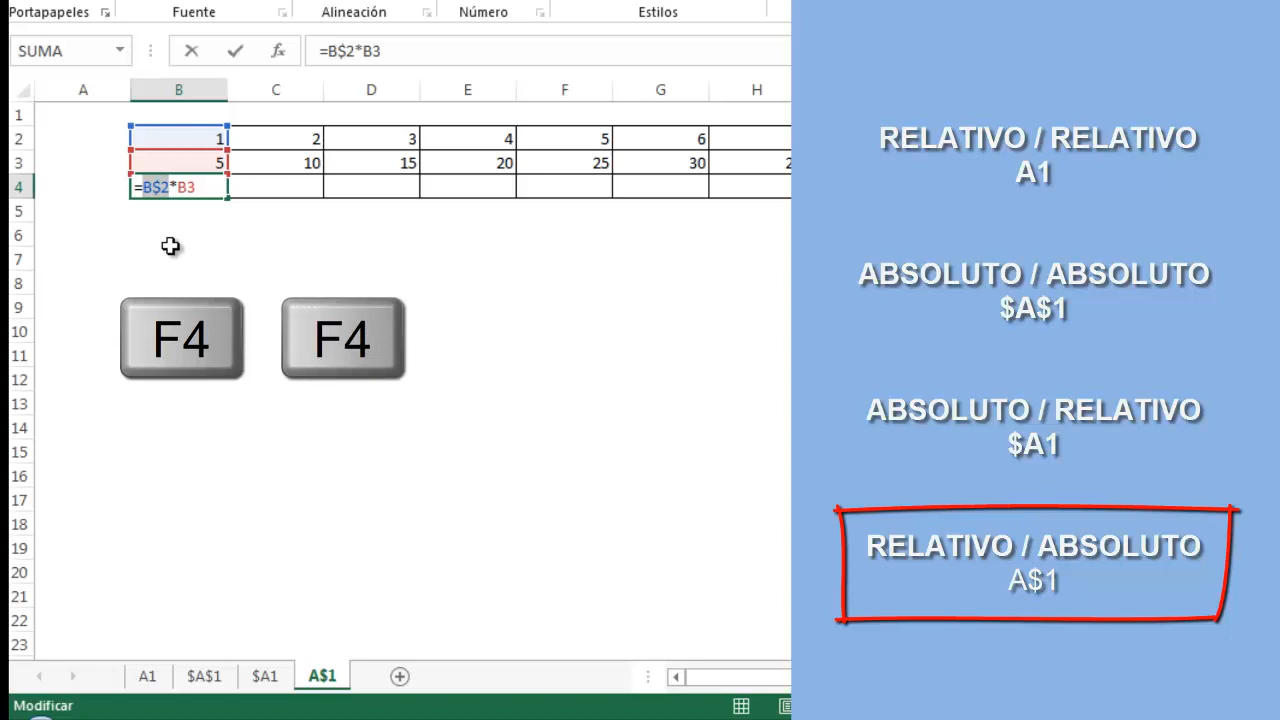 Portapapeles Fuente Alineación Número Estilos
SUMA fx =B$2*B3
A B C D E F G H
1
2 1 2 3 4 5 6
3 5 10 15 20 25 30 2
4 =B$2*B3
5
6
7
8
9
10
11
12
13
14
15
16
17
18
19
20
21
22
23
F4 F4
A1 $A$1 $A1 A$1
Modificar
RELATIVO / RELATIVO
A1
ABSOLUTO / ABSOLUTO
$A$1
ABSOLUTO / RELATIVO
$A1
RELATIVO / ABSOLUTO
A$1